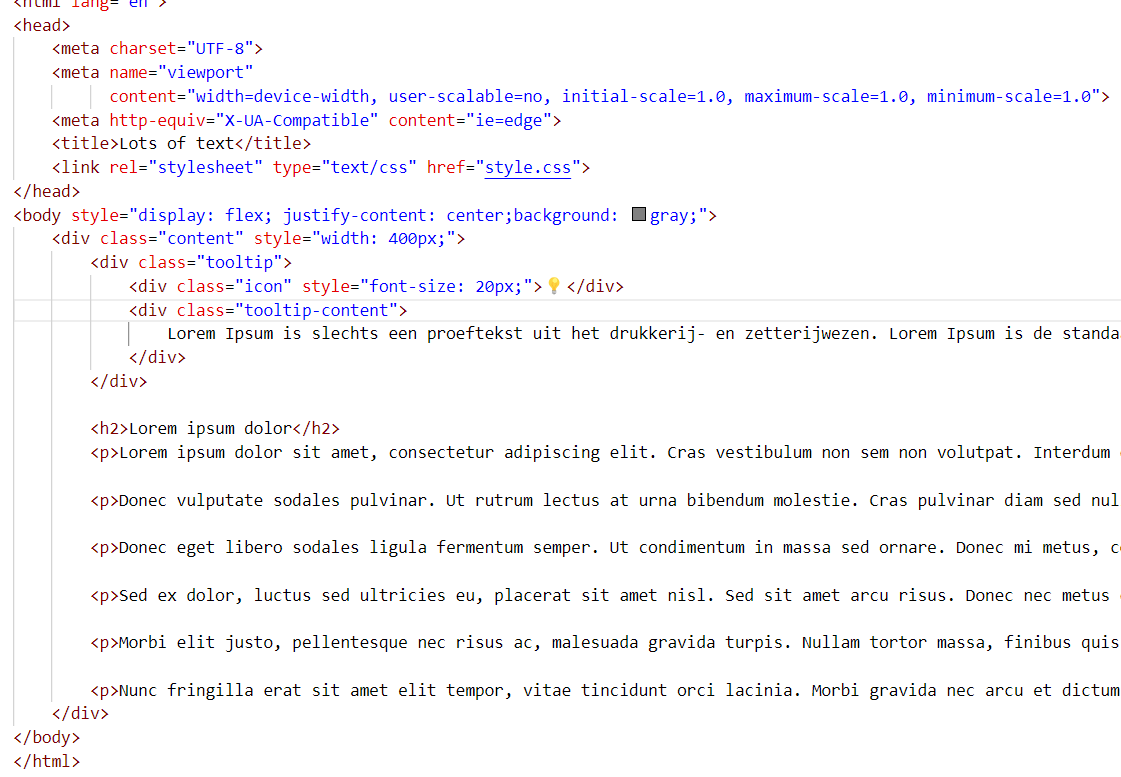 <html lang="en">
<head>
<meta charset="UTF-8">
<meta name="viewport"
content="width=device-width, user-scalable=no, initial-scale=1.0, maximum-scale=1.0, minimum-scale=1.0">
<meta http-equiv="X-UA-Compatible" content="ie=edge">
<title>Lots of text</title>
<link rel="stylesheet" type="text/css" href="style.css">
</head>
<body style="display: flex; justify-content: center;background: gray;">
<div class="content" style="width: 400px;">
<div class="tooltip">
<div class="icon" style="font-size: 20px;">💡</div>
<div class="tooltip-content">
Lorem Ipsum is slechts een proeftekst uit het drukkerij- en zetterijwezen. Lorem Ipsum is de standa
</div>
</div>
<h2>Lorem ipsum dolor</h2>
<p>Lorem ipsum dolor sit amet, consectetur adipiscing elit. Cras vestibulum non sem non volutpat. Interdum
<p>Donec vulputate sodales pulvinar. Ut rutrum lectus at urna bibendum molestie. Cras pulvinar diam sed nul
<p>Donec eget libero sodales ligula fermentum semper. Ut condimentum in massa sed ornare. Donec mi metus,
<p>Sed ex dolor, luctus sed ultricies eu, placerat sit amet nisl. Sed sit amet arcu risus. Donec nec metus
<p>Morbi elit justo, pellentesque nec risus ac, malesuada gravida turpis. Nullam tortor massa, finibus quis
<p>Nunc fringilla erat sit amet elit tempor, vitae tincidunt orci lacinia. Morbi gravida nec arcu et dictum
</div>
</body>
</html>